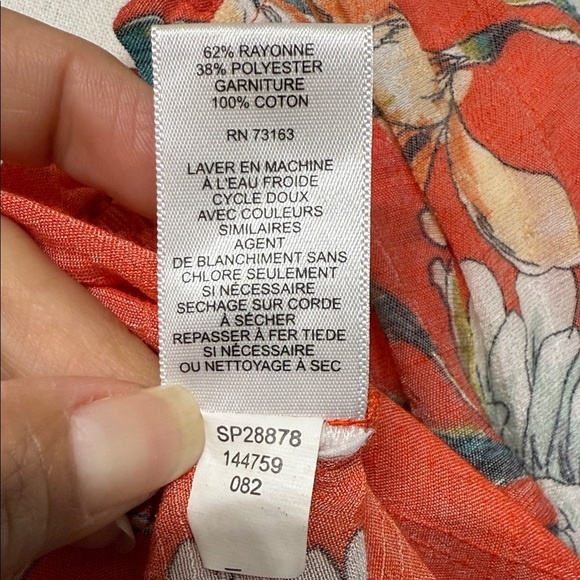 62% RAYONNE
38% POLYESTER
GARNITURE
100% COTON
RN 73163
LAVER EN MACHINE
À L'EAU FROIDE
CYCLE DOUX
AVEC COULEURS
SIMILAIRES
AGENT
DE BLANCHIMENT SANS
CHLORE SEULEMENT
SI NÉCESSAIRE
SECHAGE SUR CORDE
À SÉCHER
REPASSER À FER TIEDE
SI NÉCESSAIRE
OU NETTOYAGE À SEC
SP28878
144759
082